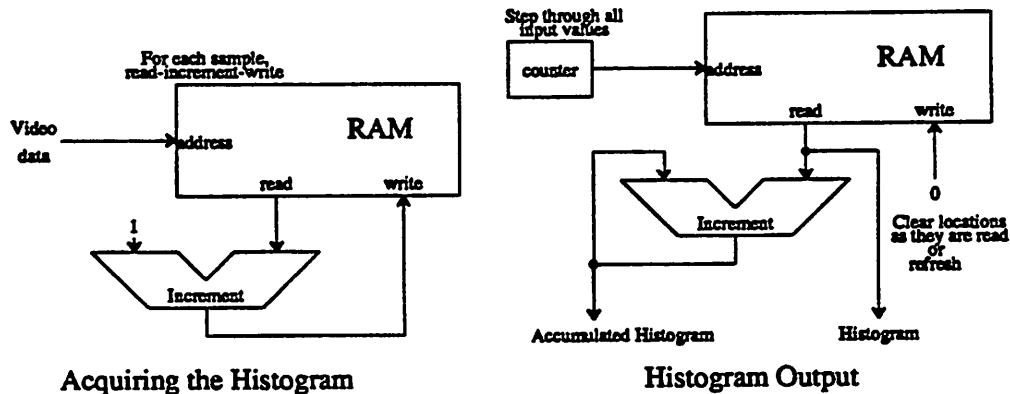 For each sample,
read-increment-write
RAM
Video
data
address
read
write
1
Increment
Acquiring the Histogram
Step through all
input values
counter
RAM
address
read
write
Increment
0
Clear locations
as they are read
or
refresh
Accumulated Histogram
Histogram
Histogram Output